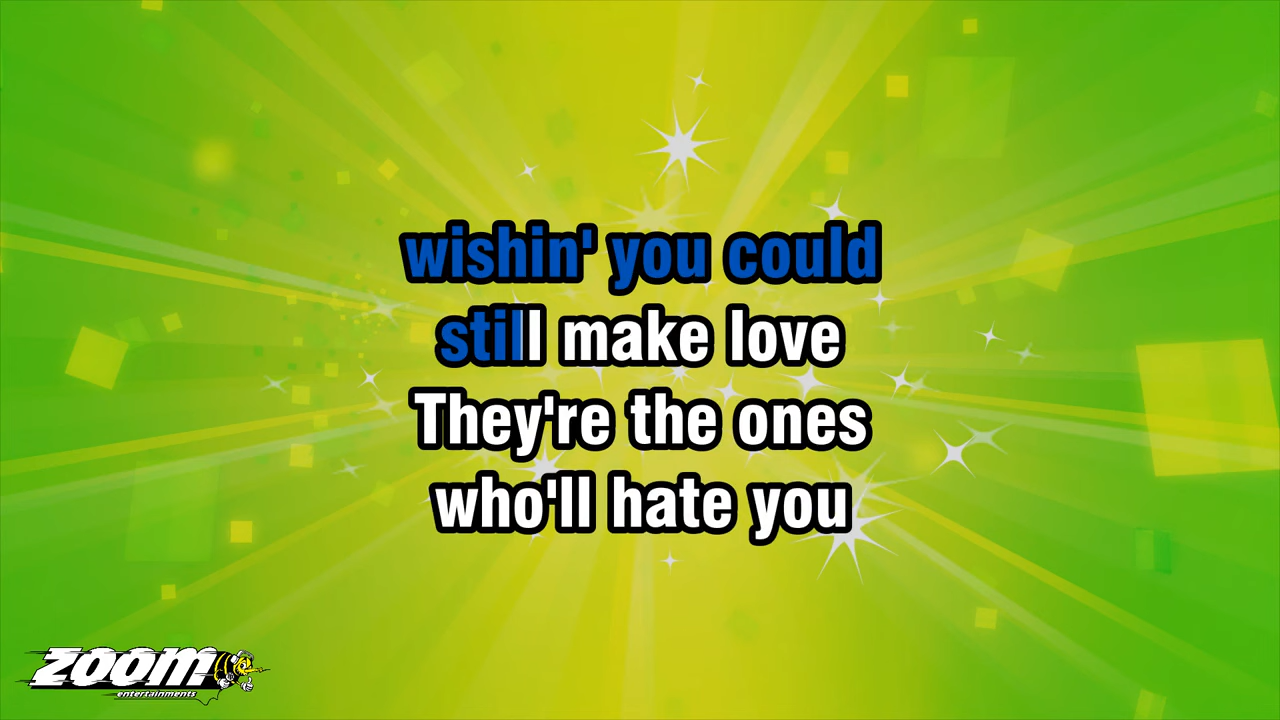 wishin' you could
still make love
They're the ones
who'll hate you
ZOOM
entertainments